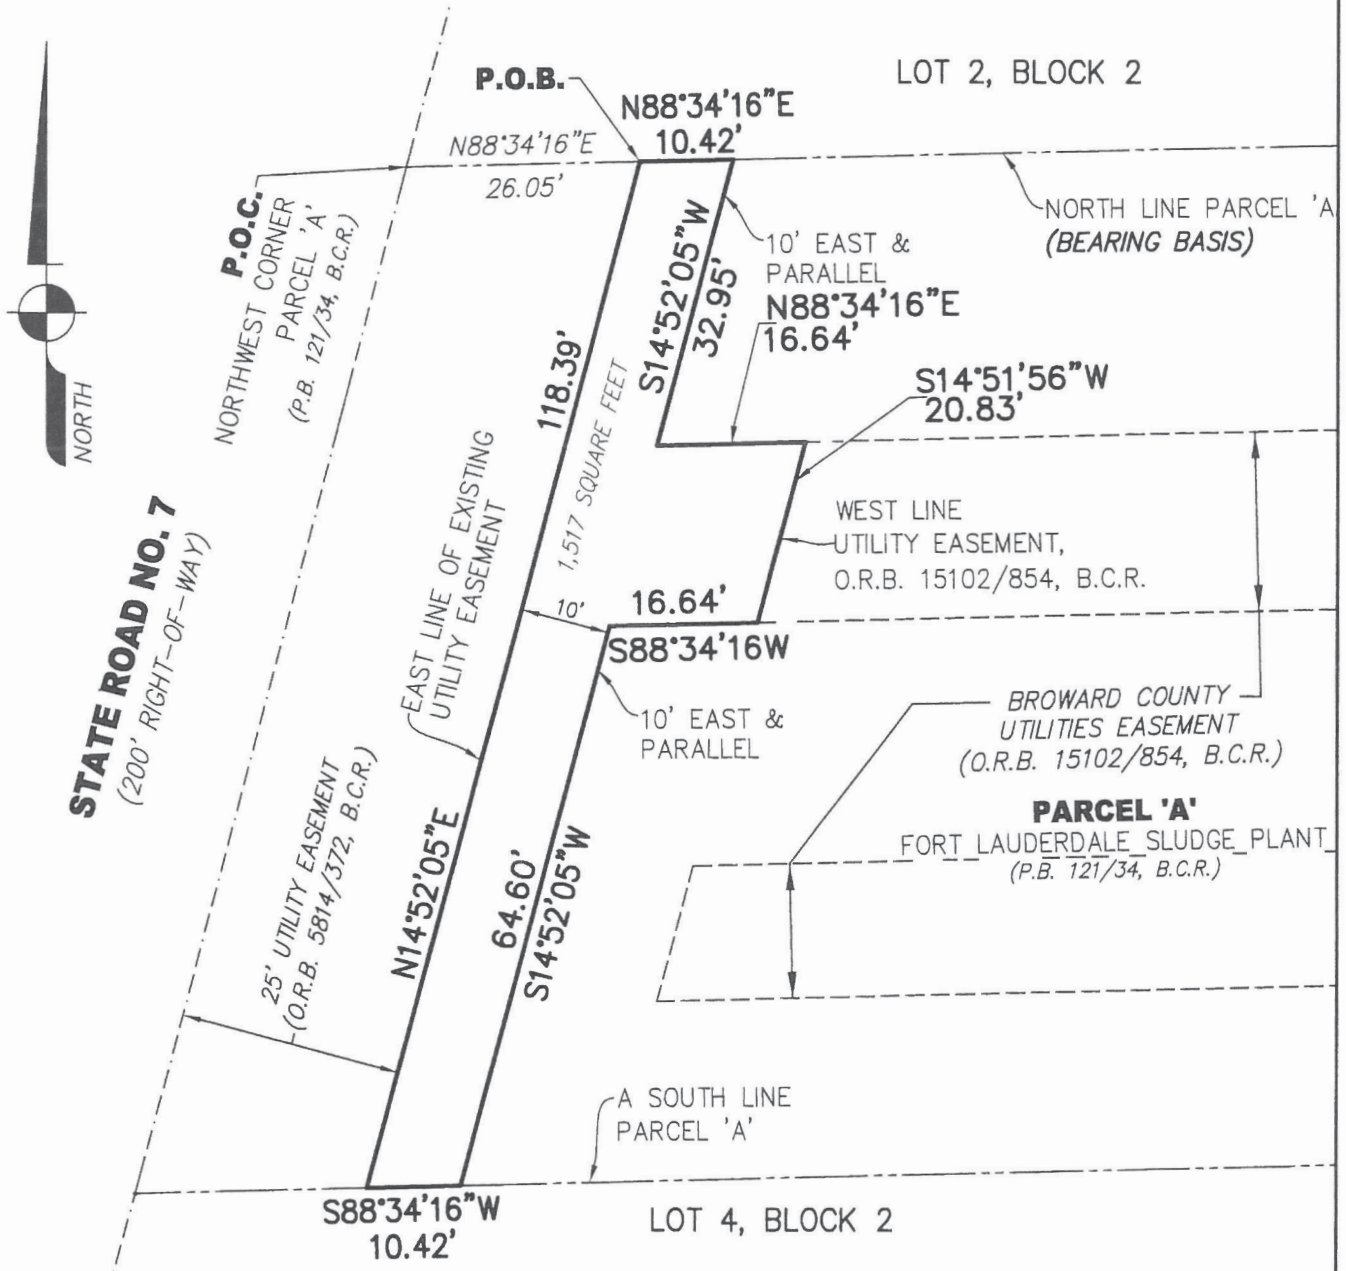 LOT 2, BLOCK 2
P.O.B.
N88°34'16"E
10.42'
N88°34'16"E
26.05'
P.O.C.
NORTHWEST CORNER
PARCEL 'A'
(P.B. 121/34, B.C.R.)
NORTH LINE PARCEL 'A
(BEARING BASIS)
S14°52'05"W
32.95'
10' EAST &
PARALLEL
N88°34'16"E
16.64'
S14°51'56"W
20.83'
NORTH
118.39'
1,517 SQUARE FEET
EAST LINE OF EXISTING
UTILITY EASEMENT
WEST LINE
UTILITY EASEMENT,
O.R.B. 15102/854, B.C.R.
STATE ROAD NO. 7
(200' RIGHT-OF-WAY)
10'
16.64'
S88°34'16W
10' EAST &
PARALLEL
BROWARD COUNTY
UTILITIES EASEMENT
(O.R.B. 15102/854, B.C.R.)
PARCEL 'A'
FORT LAUDERDALE SLUDGE PLANT
(P.B. 121/34, B.C.R.)
25' UTILITY EASEMENT
(O.R.B. 5814/372, B.C.R.)
N14°52'05"E
64.60'
S14°52'05"W
A SOUTH LINE
PARCEL 'A'
S88°34'16"W
10.42'
LOT 4, BLOCK 2